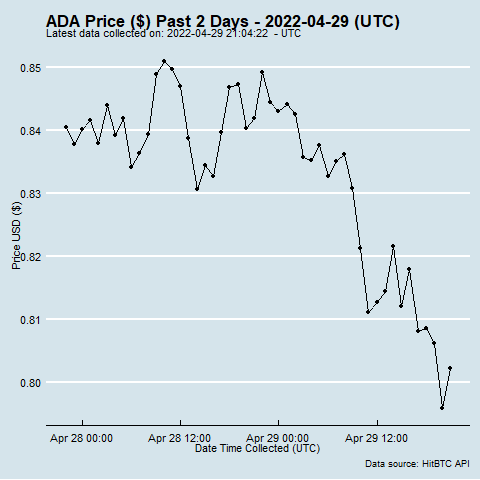 ADA Price ($) Past 2 Days - 2022-04-29 (UTC)
Latest data collected on: 2022-04-29 21:04:22 - UTC
0.85
0.84
0.83
0.82
0.81
0.80
Price USD ($)
Apr 28 00:00 Apr 28 12:00 Apr 29 00:00 Apr 29 12:00
Date Time Collected (UTC)
Data source: HitBTC API